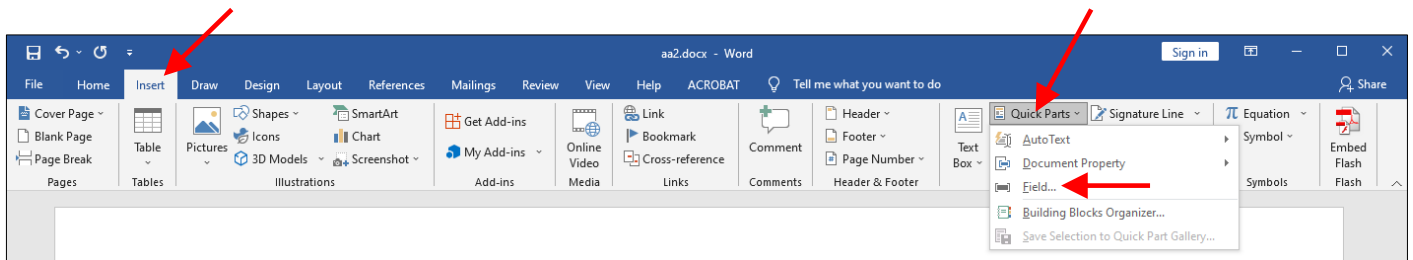 aa2.docx - Word
Sign in
File Home Insert Draw Design Layout References Mailings Review View Help ACROBAT Tell me what you want to do Share
Cover Page
Blank Page
Page Break
Pages
Table
Tables
Pictures
Shapes
Icons
3D Models
SmartArt
Chart
Screenshot
Illustrations
Get Add-ins
My Add-ins
Add-ins
Online
Video
Media
Link
Bookmark
Cross-reference
Links
Comment
Comments
Header
Footer
Page Number
Header & Footer
Text
Box
Quick Parts
Signature Line
AutoText
Document Property
Field...
Building Blocks Organizer...
Save Selection to Quick Part Gallery...
Equation
Symbol
Symbols
Embed
Flash
Flash